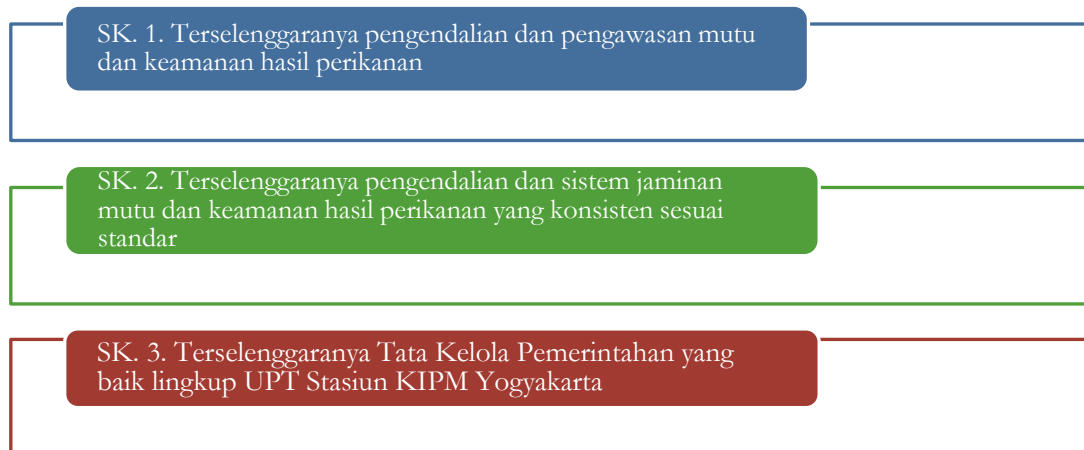 SK. 1. Terselenggaranya pengendalian dan pengawasan mutu
dan keamanan hasil perikanan
SK. 2. Terselenggaranya pengendalian dan sistem jaminan
mutu dan keamanan hasil perikanan yang konsisten sesuai
standar
SK. 3. Terselenggaranya Tata Kelola Pemerintahan yang
baik lingkup UPT Stasiun KIPM Yogyakarta